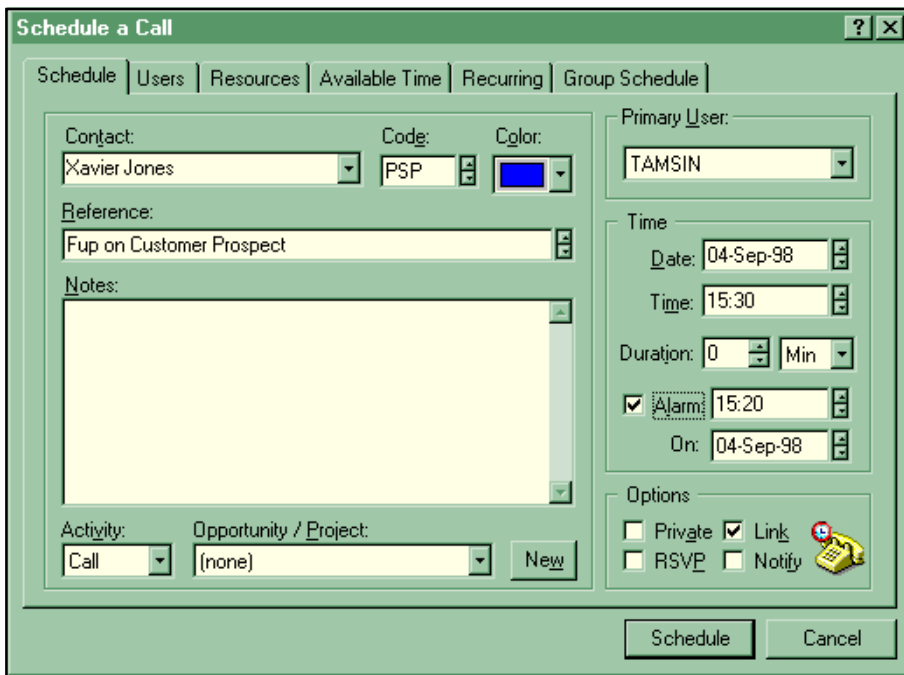 Schedule a Call
Schedule Users Resources Available Time Recurring Group Schedule
Contact: Code: Color:
Xavier Jones PSP
Reference:
Fup on Customer Prospect
Notes:
Activity: Opportunity / Project:
Call (none) New
Primary User:
TAMSIN
Time
Date: 04-Sep-98
Time: 15:30
Duration: 0 Min
Alarm: 15:20
On: 04-Sep-98
Options
Private Link
RSVP Notify
Schedule Cancel